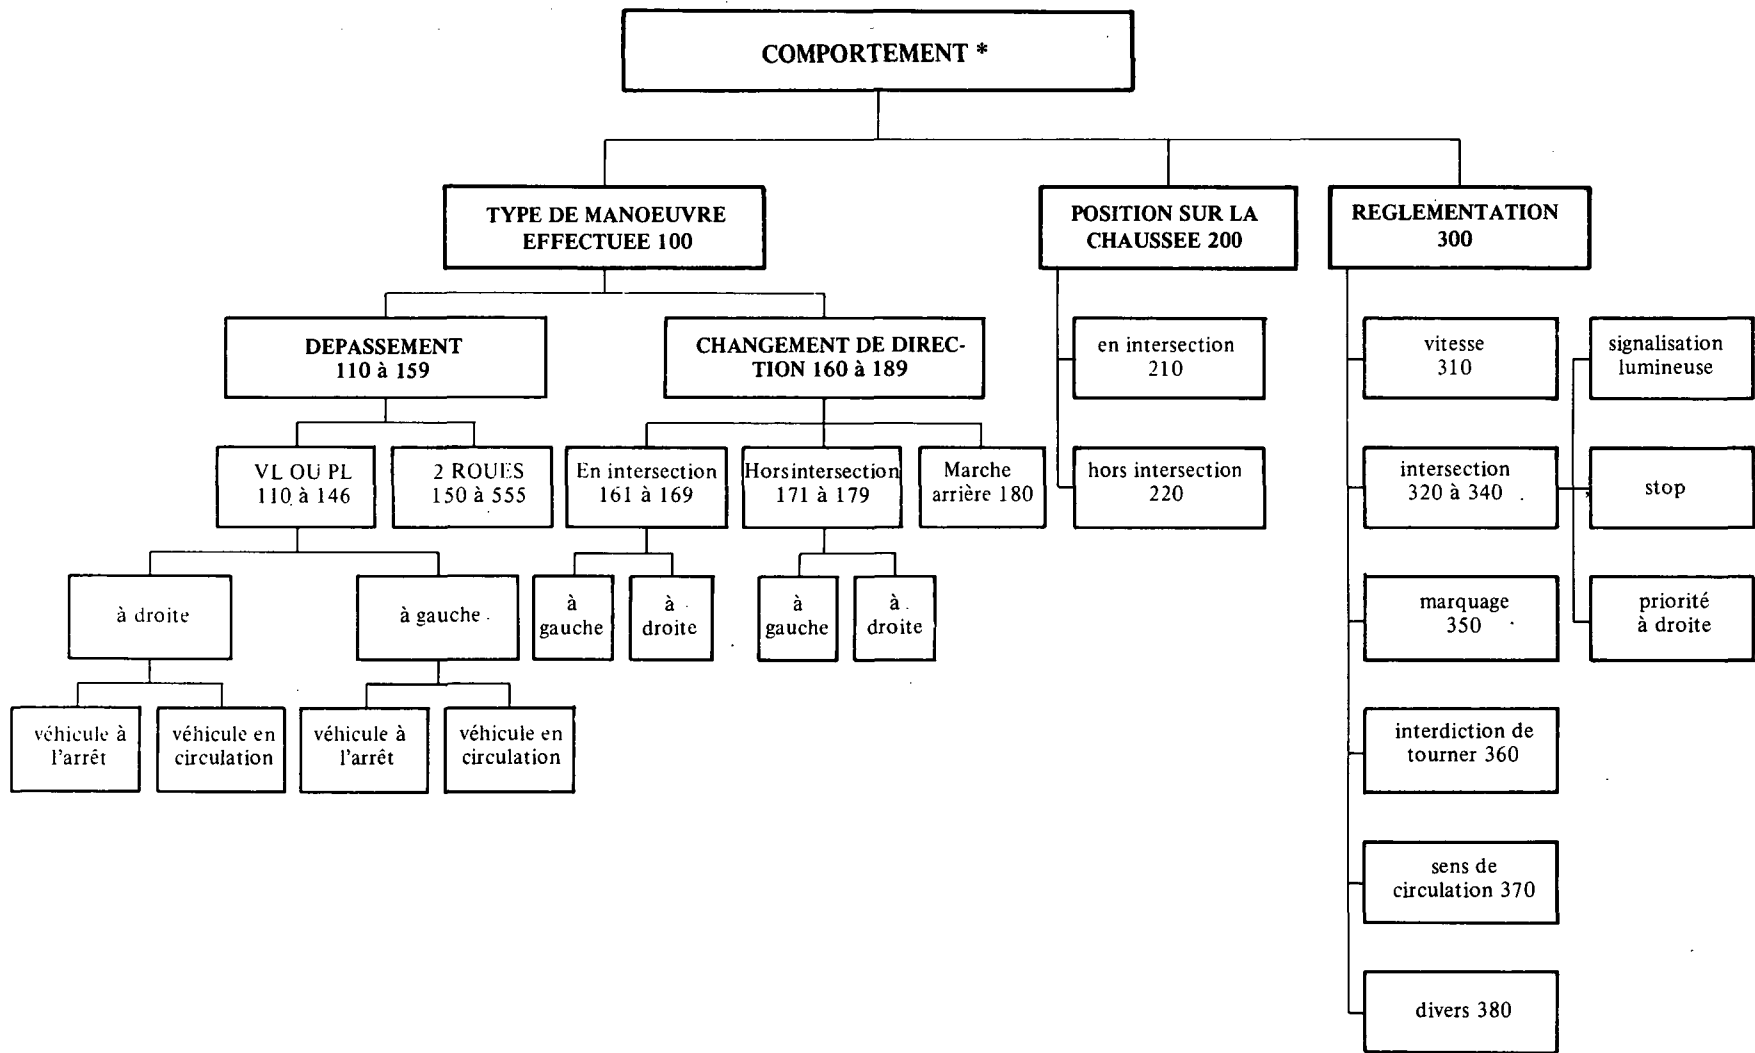 COMPORTEMENT *
TYPE DE MANOEUVRE
EFFECTUEE 100
POSITION SUR LA
CHAUSSEE 200
REGLEMENTATION
300
DEPASSEMENT
110 à 159
CHANGEMENT DE DIREC-
TION 160 à 189
en intersection
210
vitesse
310
signalisation
lumineuse
VL OU PL
110 à 146
2 ROUES
150 à 555
En intersection
161 à 169
Hors intersection
171 à 179
Marche
arrière 180
hors intersection
220
intersection
320 à 340
stop
à droite
à gauche
à
gauche
à
droite
à
gauche
à
droite
marquage
350
priorité
à droite
véhicule à
l'arrêt
véhicule en
circulation
véhicule à
l'arrêt
véhicule en
circulation
interdiction de
tourner 360
sens de
circulation 370
divers 380